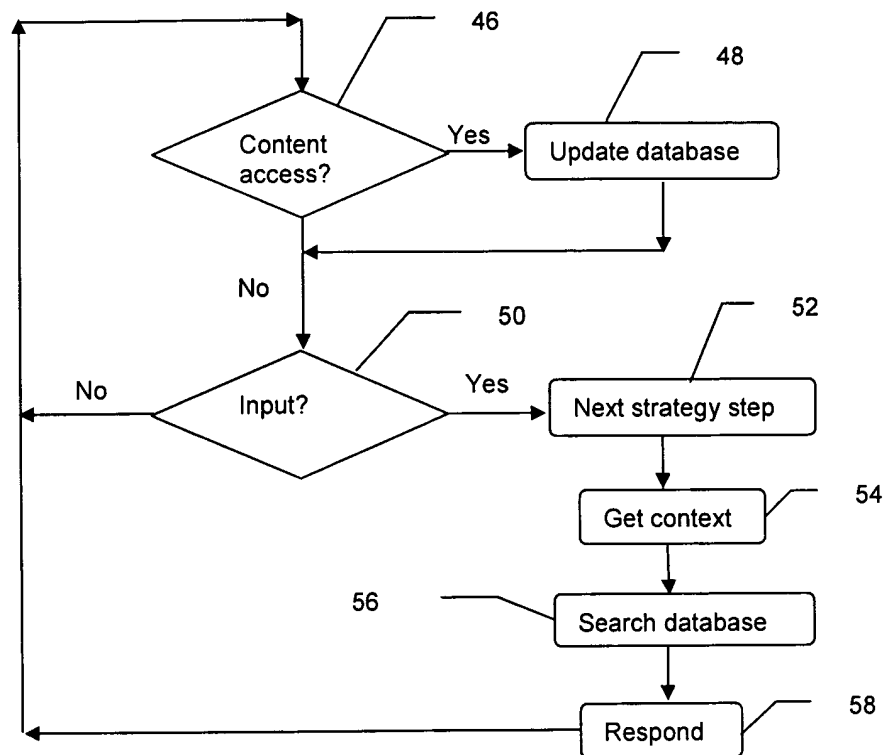 46
48
Content
access?
Yes
Update database
No
50
52
No
Input?
Yes
Next strategy step
54
Get context
56
Search database
58
Respond